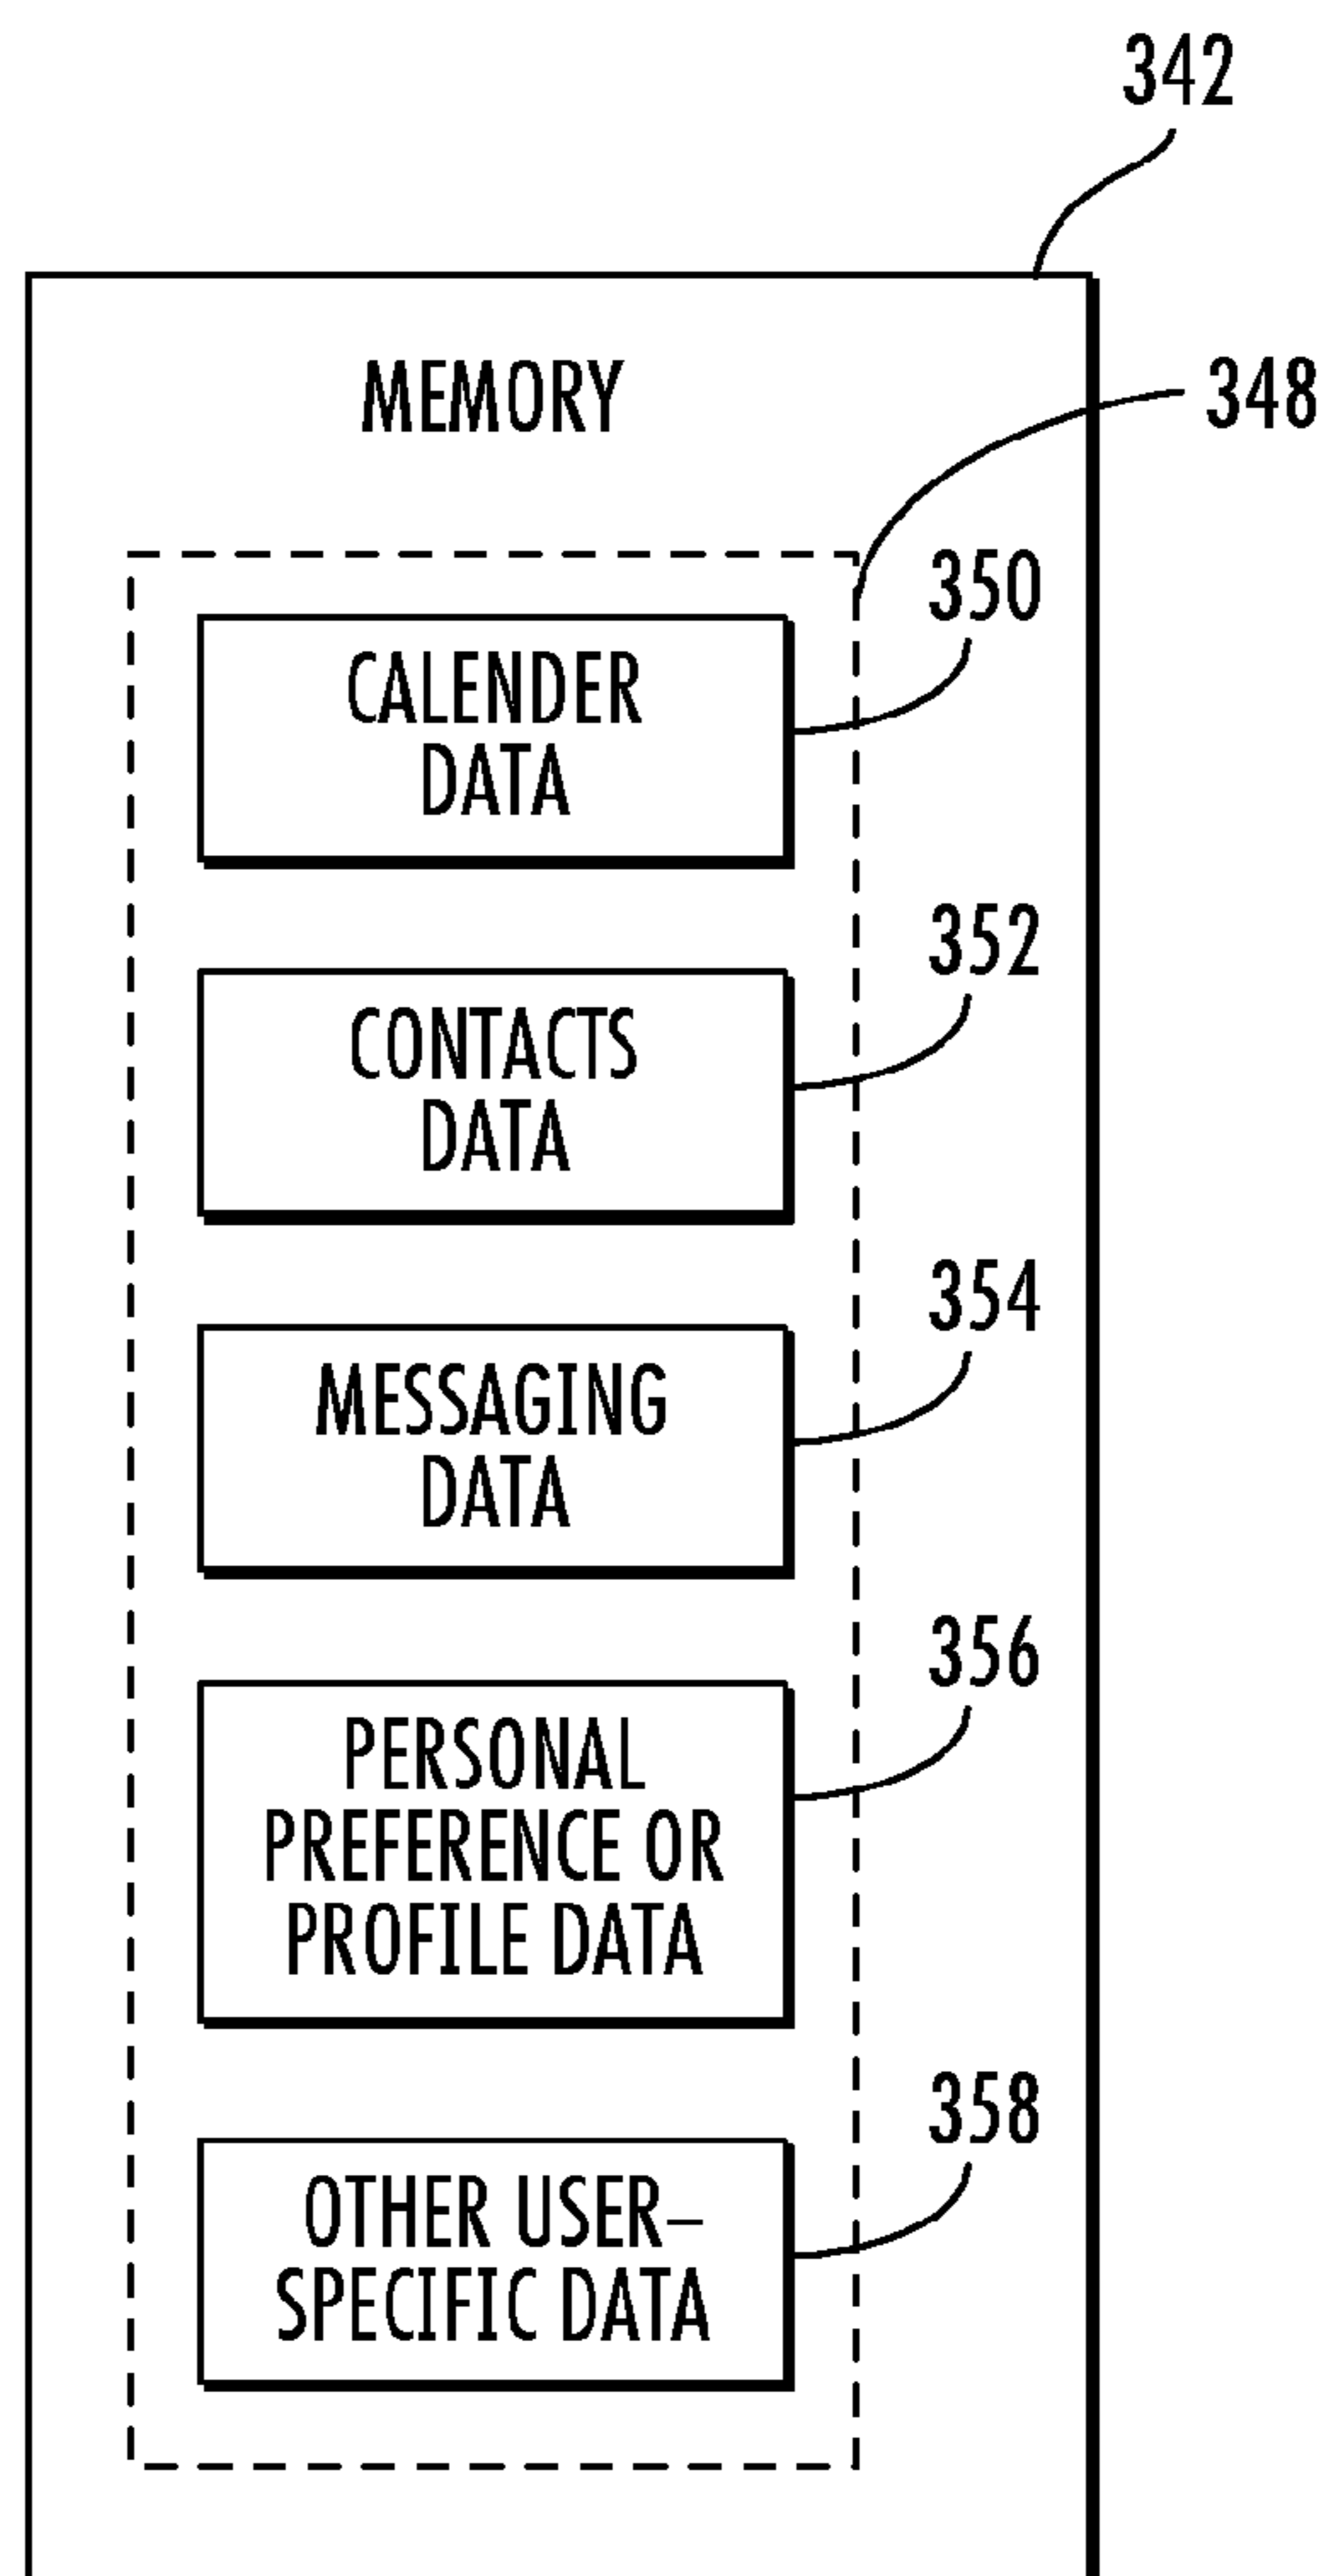 342
MEMORY
348
350
CALENDER
DATA
352
CONTACTS
DATA
354
MESSAGING
DATA
356
PERSONAL
PREFERENCE OR
PROFILE DATA
358
OTHER USER–
SPECIFIC DATA